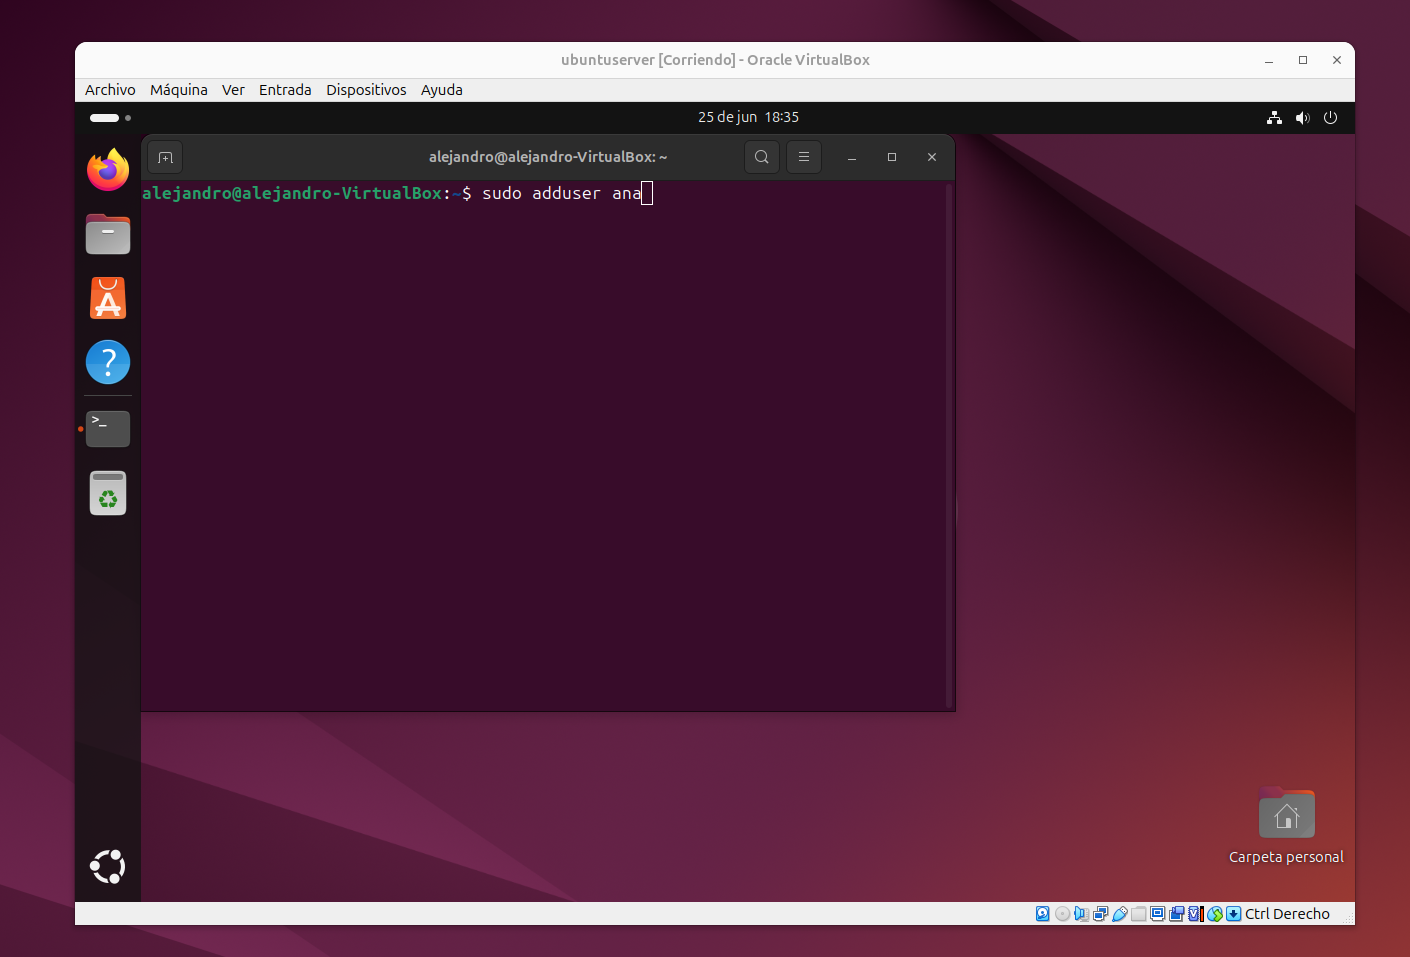 ubuntuserver [Corriendo] - Oracle VirtualBox
Archivo Máquina Ver Entrada Dispositivos Ayuda
25 de jun 18:35
alejandro@alejandro-VirtualBox: ~
alejandro@alejandro-VirtualBox:~$ sudo adduser ana
Carpeta personal
Ctrl Derecho